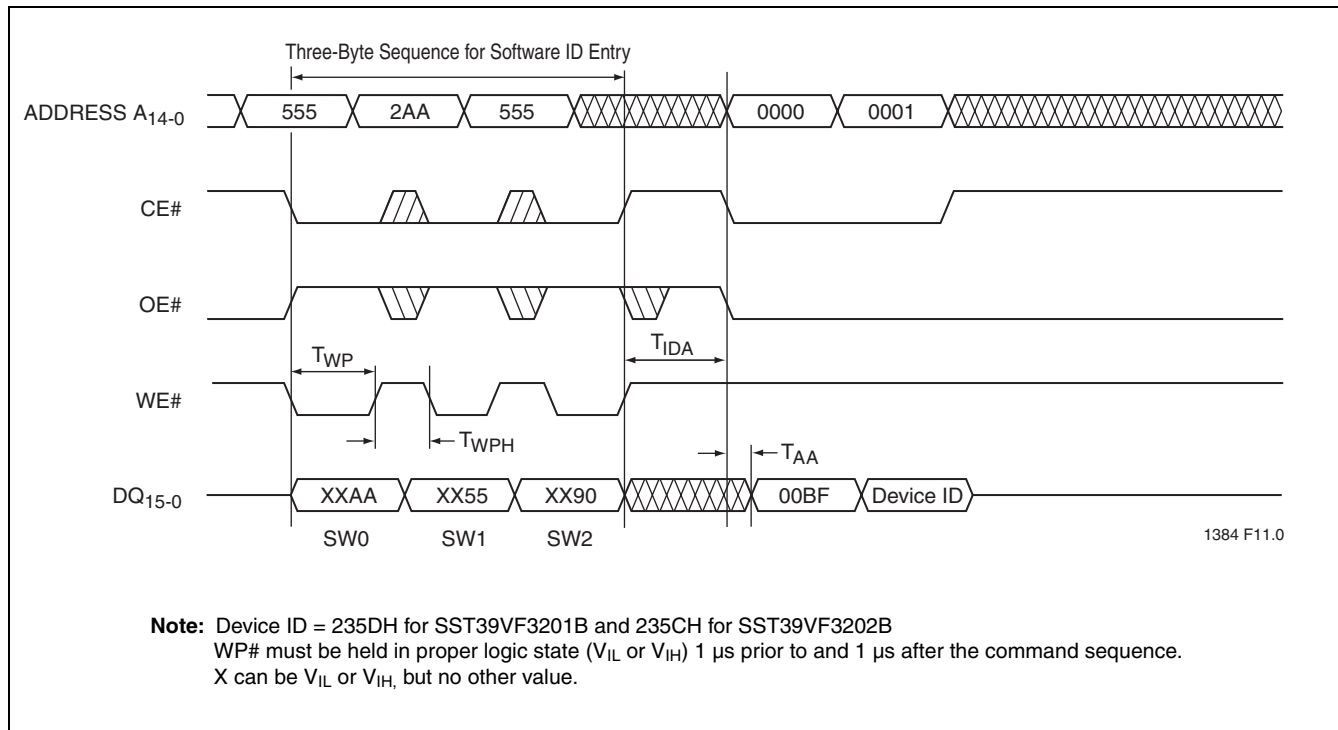 Three-Byte Sequence for Software ID Entry
ADDRESS A14-0
555 2AA 555 0000 0001
CE#
OE#
TWP TIDA
WE#
TWPH TAA
DQ15-0
XXAA XX55 XX90 00BF Device ID
SW0 SW1 SW2
1384 F11.0
Note: Device ID = 235DH for SST39VF3201B and 235CH for SST39VF3202B
WP# must be held in proper logic state (VIL or VIH) 1 µs prior to and 1 µs after the command sequence.
X can be VIL or VIH, but no other value.